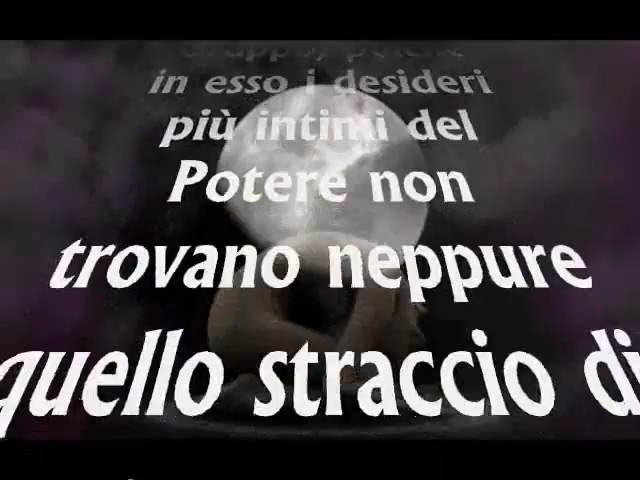 in esso i desideri
più intimi del
Potere non
trovano neppure
quello straccio di